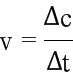 v = Δc / Δt